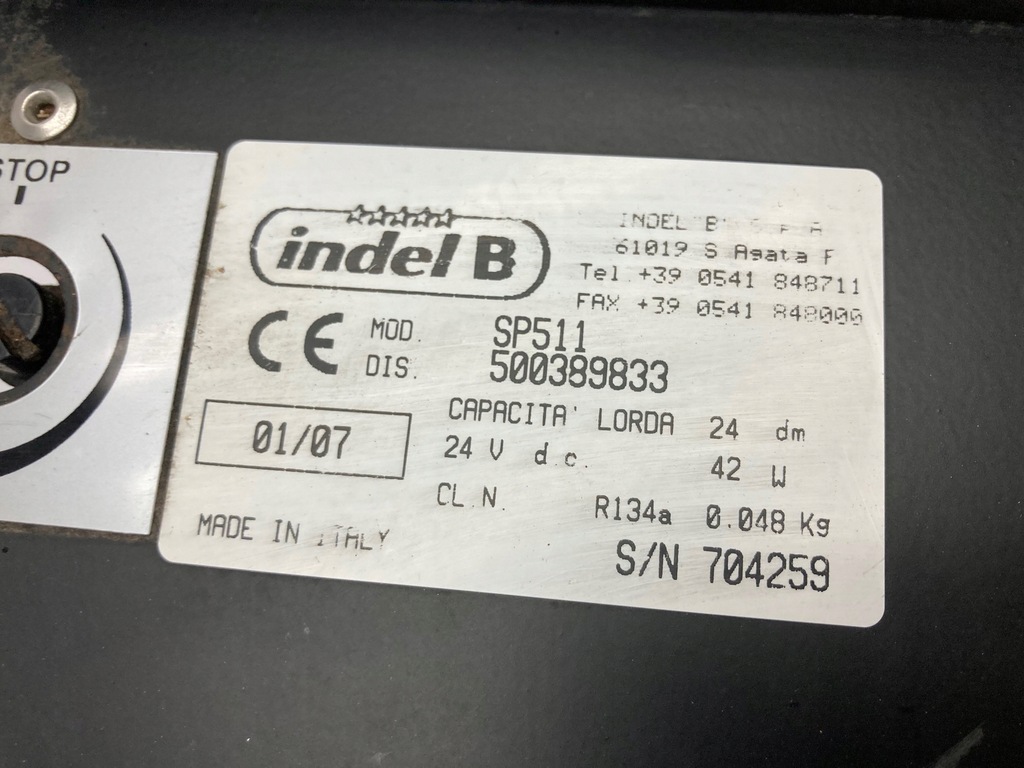 STOP
indel B
INDEL B S P A
61019 S Agata F
Tel +39 0541 848711
FAX +39 0541 848000
CE MOD. SP511
DIS. 500389833
CAPACITA' LORDA 24 dm
01/07
24 V d.c. 42 W
CL.N. R134a 0.048 Kg
MADE IN ITALY
S/N 704259